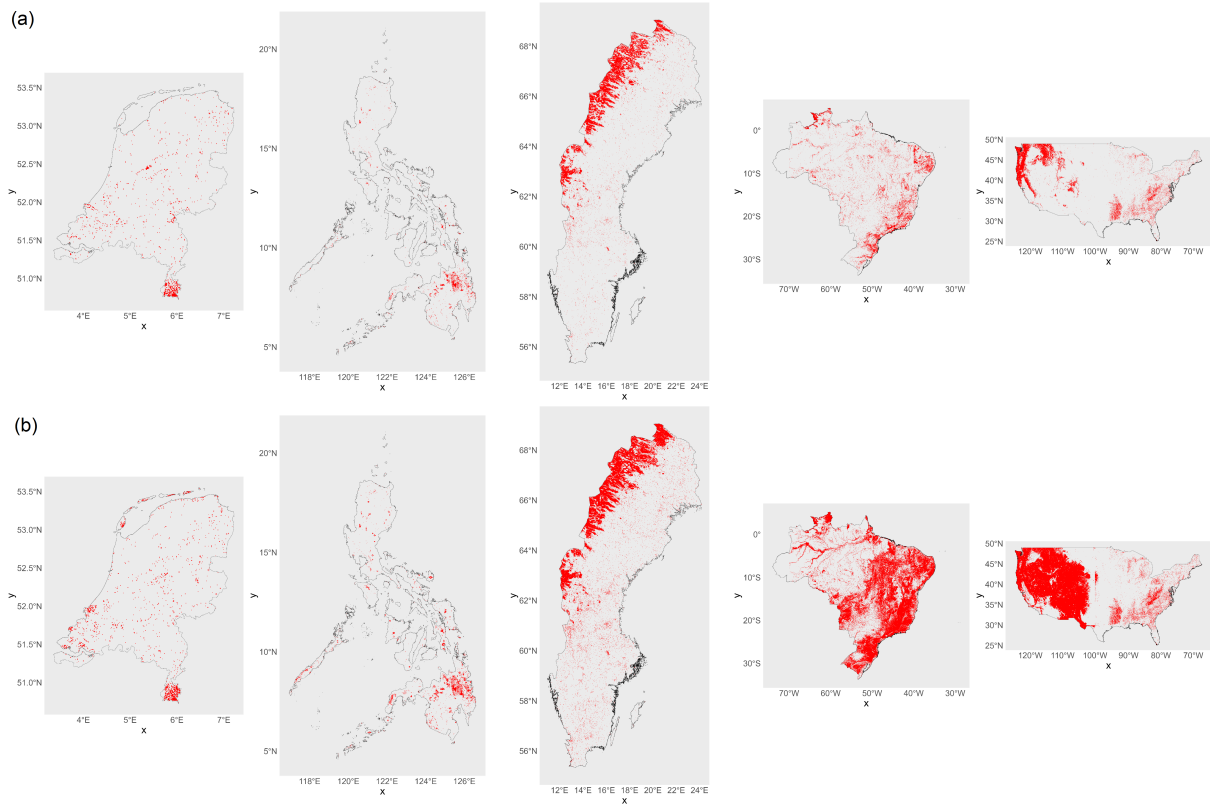 (a)
53.5°N
53.0°N
52.5°N
52.0°N
51.5°N
51.0°N
y
4°E 5°E 6°E 7°E
x
20°N
15°N
10°N
5°N
y
118°E 120°E 122°E 124°E 126°E
x
68°N
66°N
64°N
62°N
60°N
58°N
56°N
y
12°E 14°E 16°E 18°E 20°E 22°E 24°E
x
0°
10°S
20°S
30°S
y
70°W 60°W 50°W 40°W 30°W
x
50°N
45°N
40°N
35°N
30°N
25°N
y
120°W 110°W 100°W 90°W 80°W 70°W
x
(b)
53.5°N
53.0°N
52.5°N
52.0°N
51.5°N
51.0°N
y
4°E 5°E 6°E 7°E
x
20°N
15°N
10°N
5°N
y
118°E 120°E 122°E 124°E 126°E
x
68°N
66°N
64°N
62°N
60°N
58°N
56°N
y
12°E 14°E 16°E 18°E 20°E 22°E 24°E
x
0°
10°S
20°S
30°S
y
70°W 60°W 50°W 40°W 30°W
x
50°N
45°N
40°N
35°N
30°N
25°N
y
120°W 110°W 100°W 90°W 80°W 70°W
x